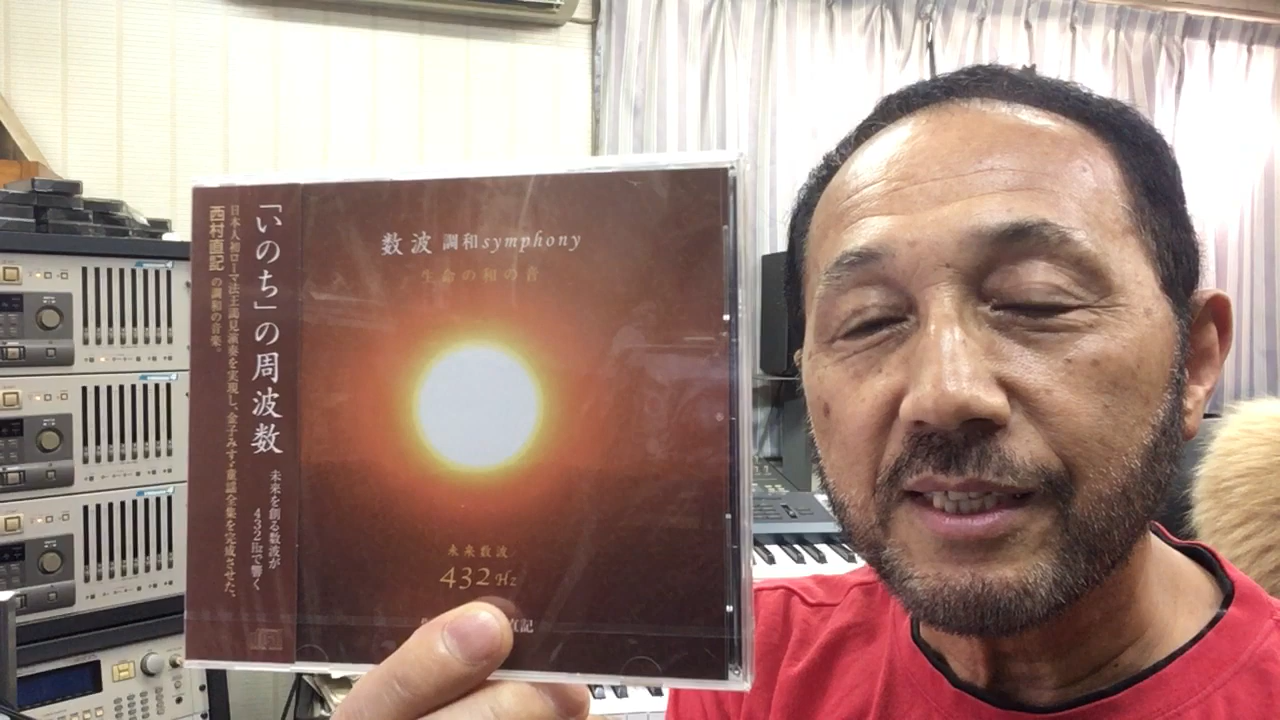 「いのち」の周波数
未来を創る数波が
432Hzで響く
日本人初ローマ法王謁見演奏を実現し、金子みすゞ童謡全集を完成させた、
西村直記の調和の音楽。
数波 調和symphony
生命の和の音
未来数波
432Hz
直記